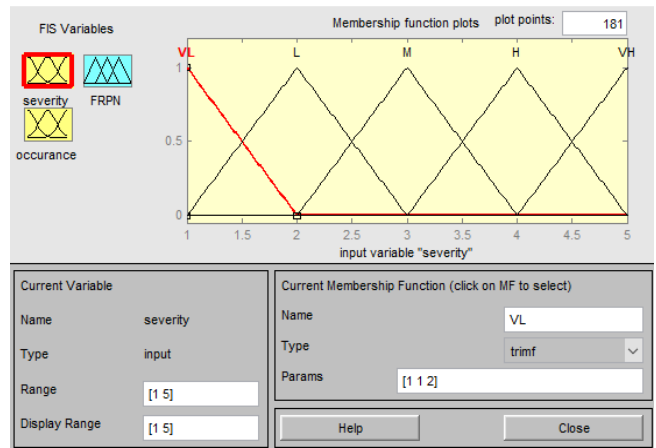 FIS Variables
Membership function plots plot points: 181
VL L M H VH
1
severity FRPN
0.5
occurance
0
1 1.5 2 2.5 3 3.5 4 4.5 5
input variable "severity"
Current Variable
Name severity
Type input
Range [1 5]
Display Range [1 5]
Current Membership Function (click on MF to select)
Name VL
Type trimf
Params [1 1 2]
Help Close